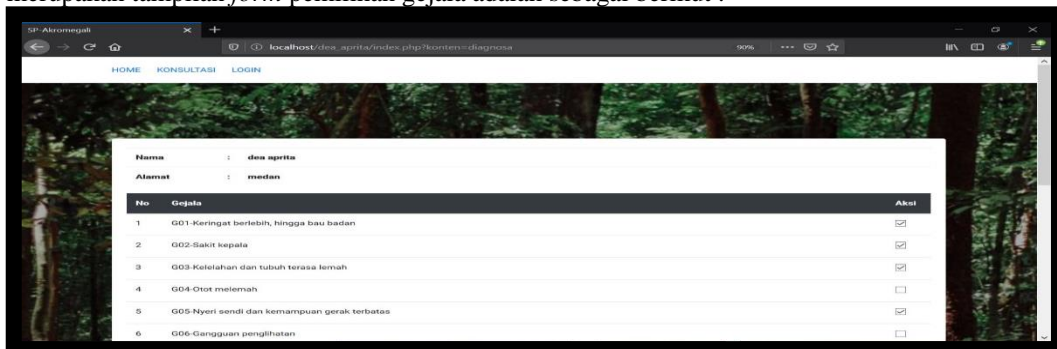 merupakan tampilan form pemilihan gejala adalah sebagai berikut :
SP-Akromegali
localhost/dea_aprita/index.php?konten=diagnosa 90%
HOME KONSULTASI LOGIN
Nama : dea aprita
Alamat : medan
No Gejala Aksi
1 G01-Keringat berlebih, hingga bau badan
2 G02-Sakit kepala
3 G03-Kelelahan dan tubuh terasa lemah
4 G04-Otot melemah
5 G05-Nyeri sendi dan kemampuan gerak terbatas
6 G06-Gangguan penglihatan